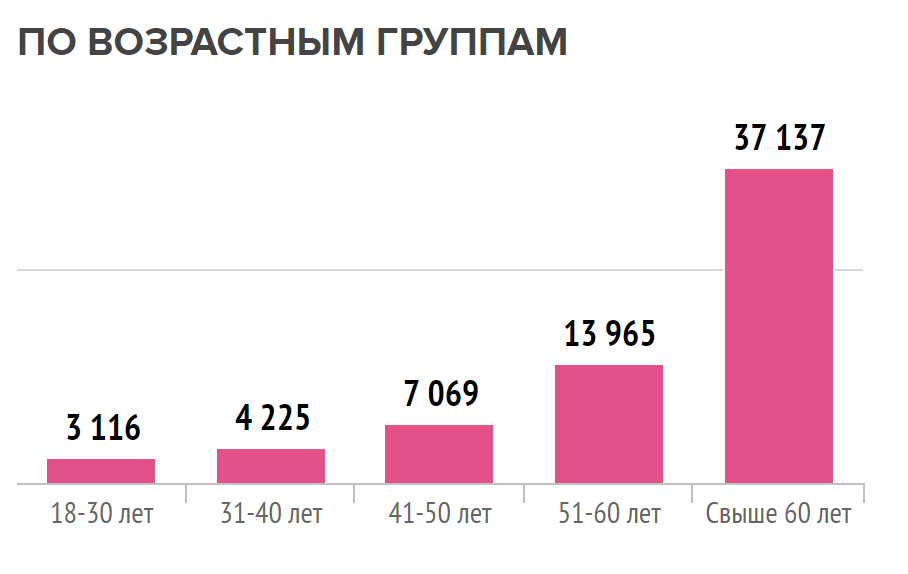 ПО ВОЗРАСТНЫМ ГРУППАМ
37 137
13 965
7 069
4 225
3 116
18-30 лет 31-40 лет 41-50 лет 51-60 лет Свыше 60 лет